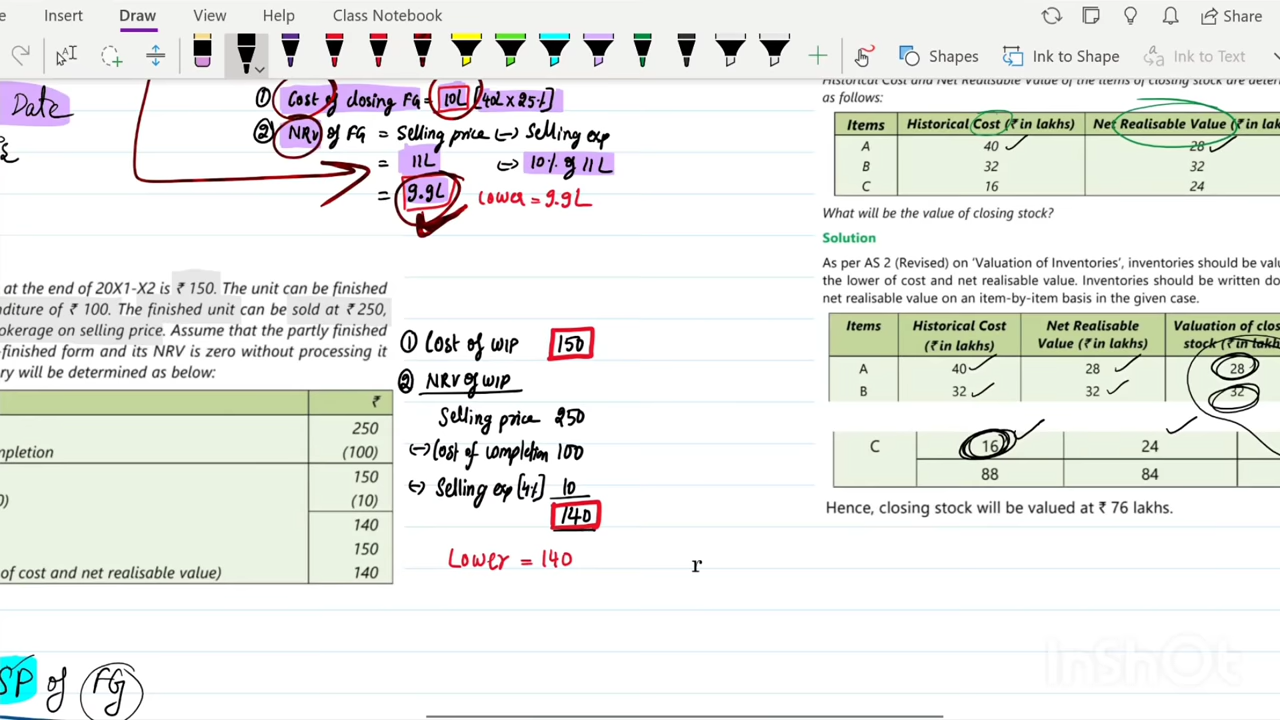 Insert Draw View Help Class Notebook Share
Shapes Ink to Shape Ink to Text
Date
① Cost of closing FG = 10L [40L x 25%]
② NRV of FG = Selling price (-) Selling exp
= 11L (-) 10% of 11L
= 9.9L Lower = 9.9L
at the end of 20X1-X2 is ₹ 150. The unit can be finished
nditure of ₹ 100. The finished unit can be sold at ₹ 250,
okerage on selling price. Assume that the partly finished
-finished form and its NRV is zero without processing it
ry will be determined as below:
₹
250
mpletion (100)
150
0) (10)
140
150
of cost and net realisable value) 140
① Cost of WIP 150
② NRV of WIP
Selling price 250
(-) Cost of completion 100
(-) Selling exp [4%] 10
140
Lower = 140
r
SP of FG
Historical Cost and Net Realisable Value of the items of closing stock are dete
as follows:
Items Historical Cost (₹ in lakhs) Net Realisable Value (₹ in lak
A 40 28
B 32 32
C 16 24
What will be the value of closing stock?
Solution
As per AS 2 (Revised) on 'Valuation of Inventories', inventories should be valu
the lower of cost and net realisable value. Inventories should be written do
net realisable value on an item-by-item basis in the given case.
Items Historical Cost (₹ in lakhs) Net Realisable Value (₹ in lakhs) Valuation of clos stock (₹ in lakh
A 40 28 28
B 32 32 32
C 16 24
88 84
Hence, closing stock will be valued at ₹ 76 lakhs.
InShOt